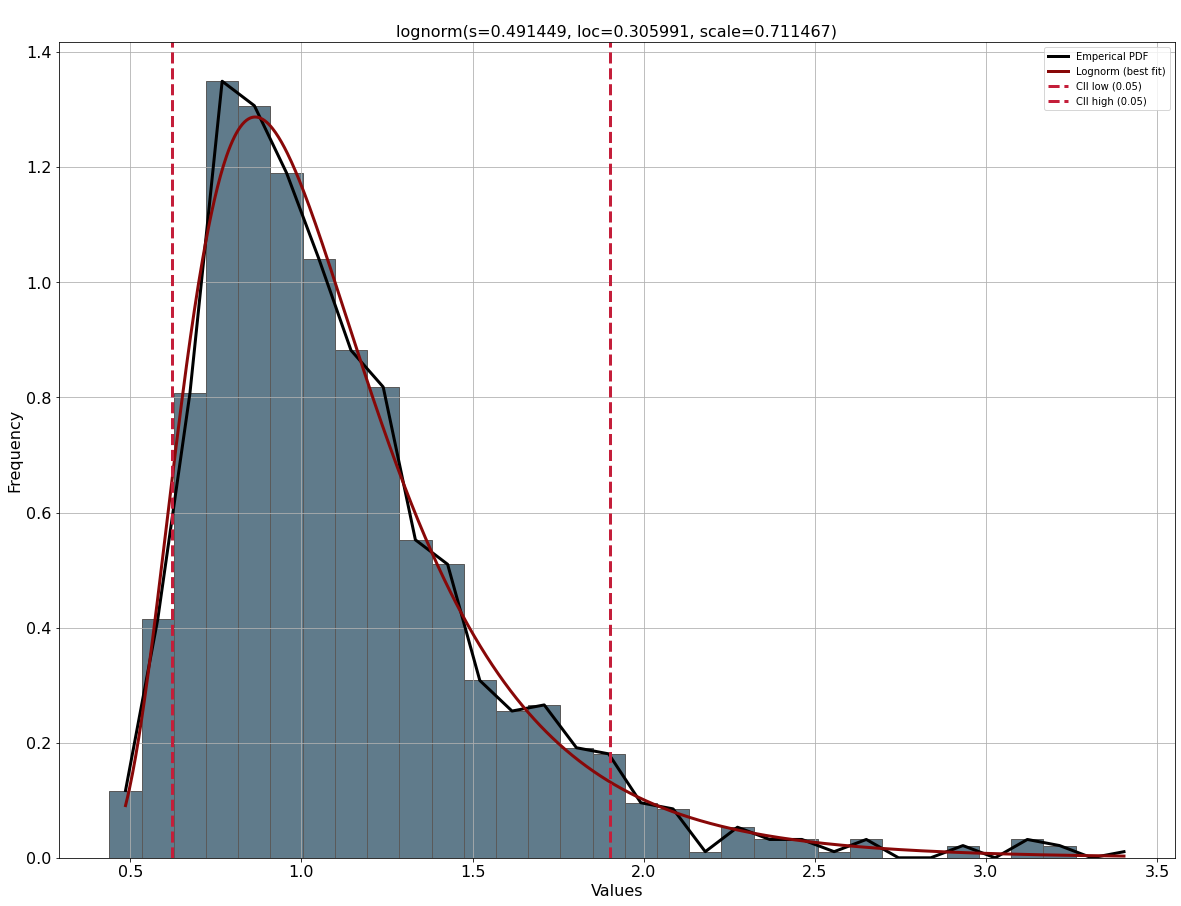 lognorm(s=0.491449, loc=0.305991, scale=0.711467)
Emperical PDF
Lognorm (best fit)
CII low (0.05)
CII high (0.05)
1.4
1.2
1.0
0.8
0.6
0.4
0.2
0.0
Frequency
0.5
1.0
1.5
2.0
2.5
3.0
3.5
Values